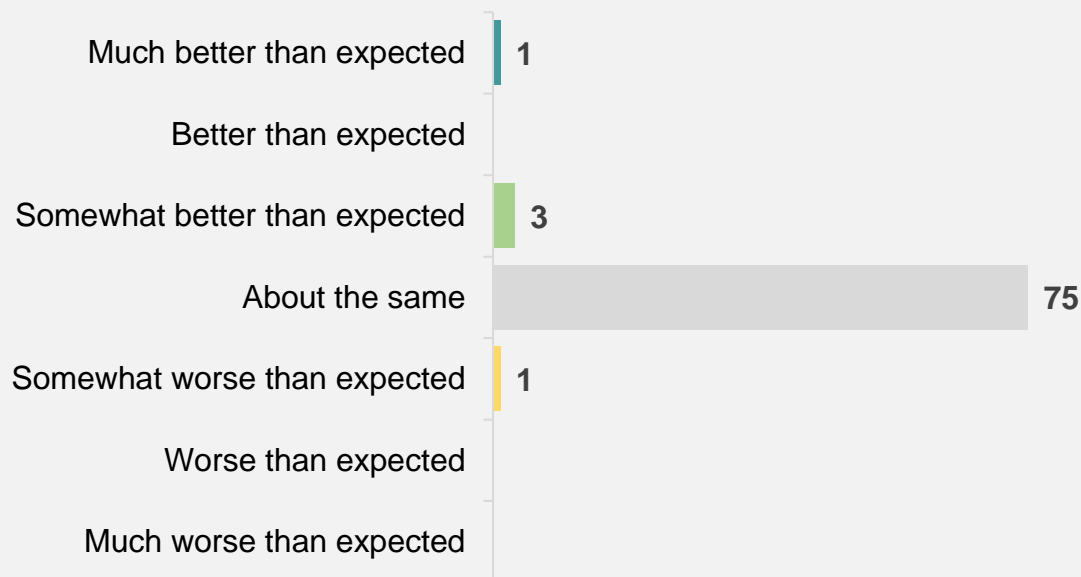 Much better than expected 1
Better than expected
Somewhat better than expected 3
About the same 75
Somewhat worse than expected 1
Worse than expected
Much worse than expected